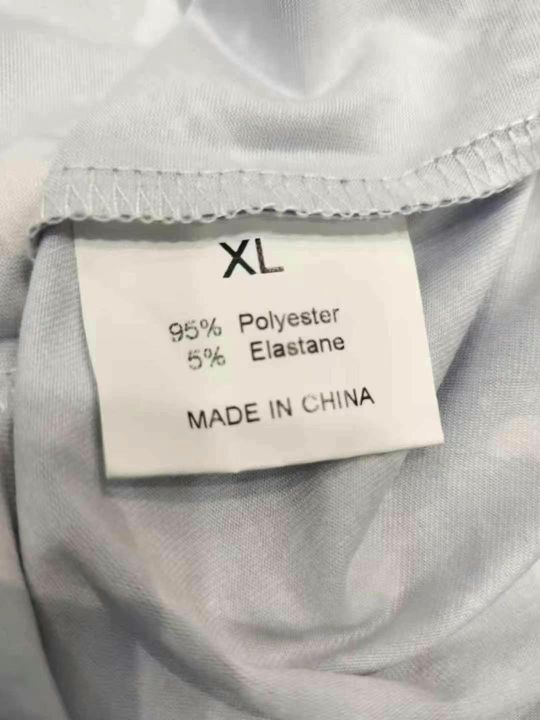 XL
95% Polyester
5% Elastane
MADE IN CHINA